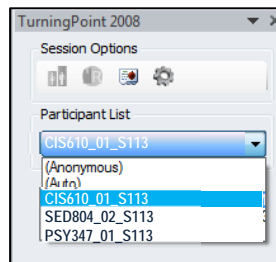 TurningPoint 2008
Session Options
Participant List
CIS610_01_S113
(Anonymous)
(Auto)
CIS610_01_S113
SED804_02_S113
PSY347_01_S113